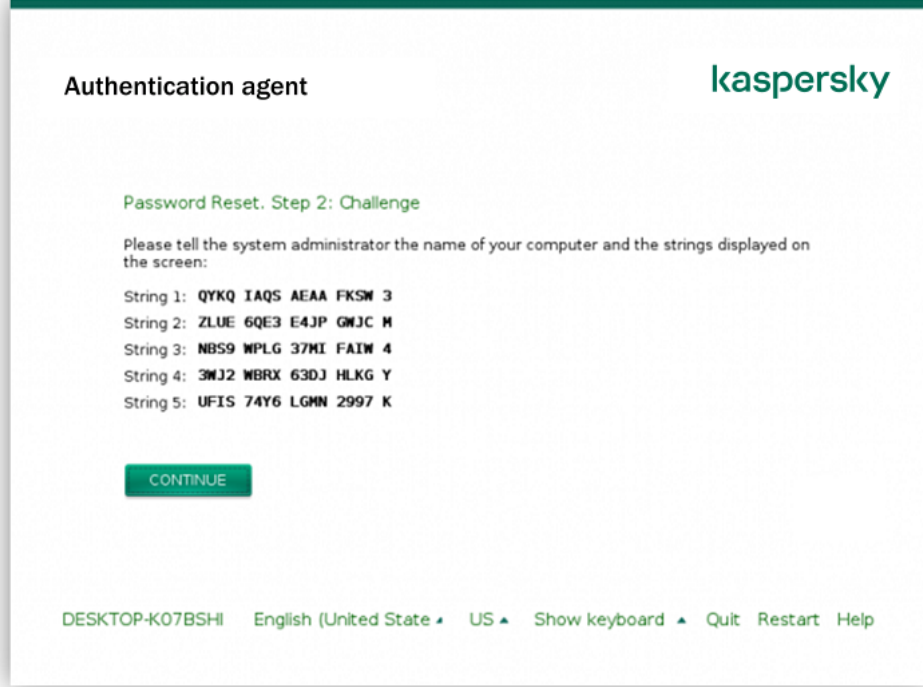 Authentication agent
kaspersky
Password Reset. Step 2: Challenge
Please tell the system administrator the name of your computer and the strings displayed on
the screen:
String 1: QYKQ IAQS AEAA FKSW 3
String 2: ZLUE 6QE3 E4JP GWJC M
String 3: NBS9 WPLG 37MI FAIW 4
String 4: 3WJ2 WBRX 63DJ HLKG Y
String 5: UFIS 74Y6 LGMN 2997 K
CONTINUE
DESKTOP-K07BSHI English (United State US Show keyboard Quit Restart Help